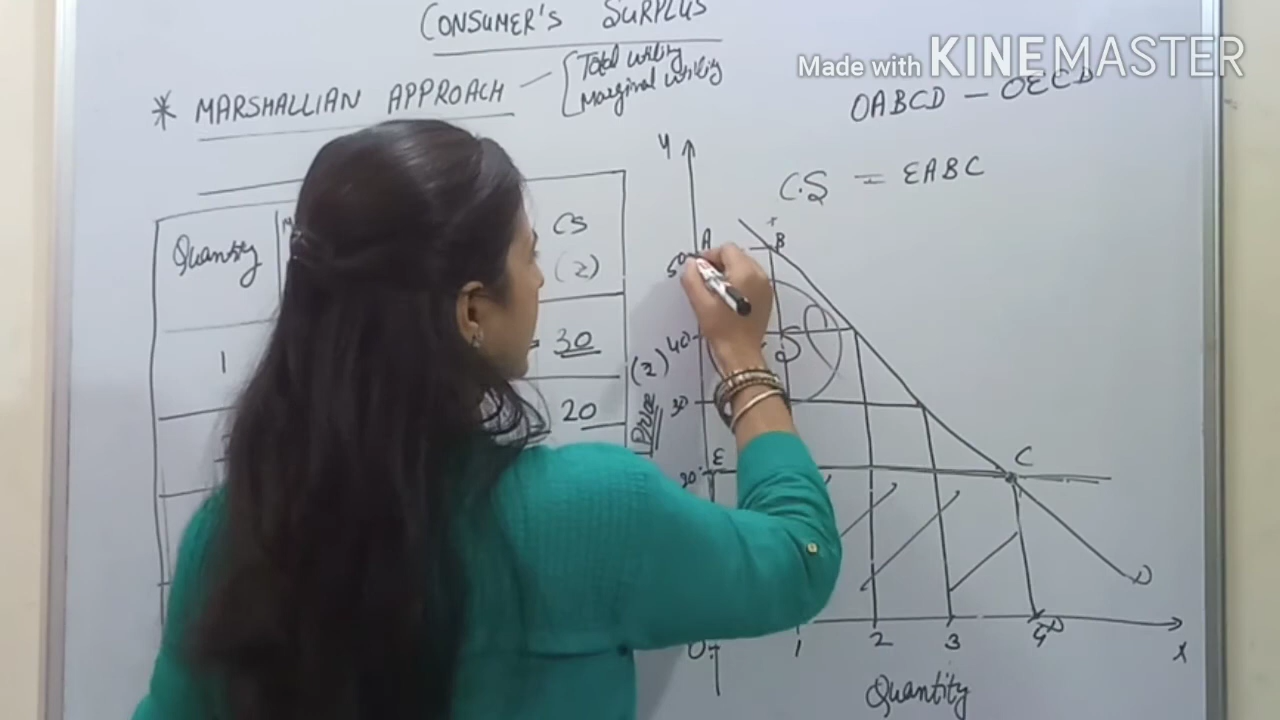 CONSUMER'S SURPLUS
Made with KINEMASTER
* MARSHALLIAN APPROACH — Total utility
Marginal utility
OABCD — OECD
C.S = EABC
Quantity
CS
(₹)
1
= 30
20
Y
A
B
50
40
30
20
E
C
D
Price (₹)
O
1
2
3
4
D
X
Quantity